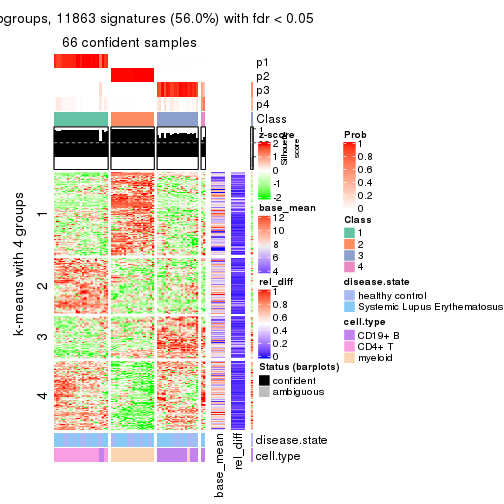 ogroups, 11863 signatures (56.0%) with fdr < 0.05
66 confident samples
p1
p2
p3
p4
Class
1
Silhouette
score
k-means with 4 groups
1
2
3
4
z-score
2
1
0
-1
-2
base_mean
12
10
8
6
4
rel_diff
1
0.8
0.6
0.4
0.2
0
Status (barplots)
confident
ambiguous
Prob
1
0.8
0.6
0.4
0.2
0
Class
1
2
3
4
disease.state
healthy control
Systemic Lupus Erythematosus
cell.type
CD19+ B
CD4+ T
myeloid
disease.state
cell.type
base_mean
rel_diff